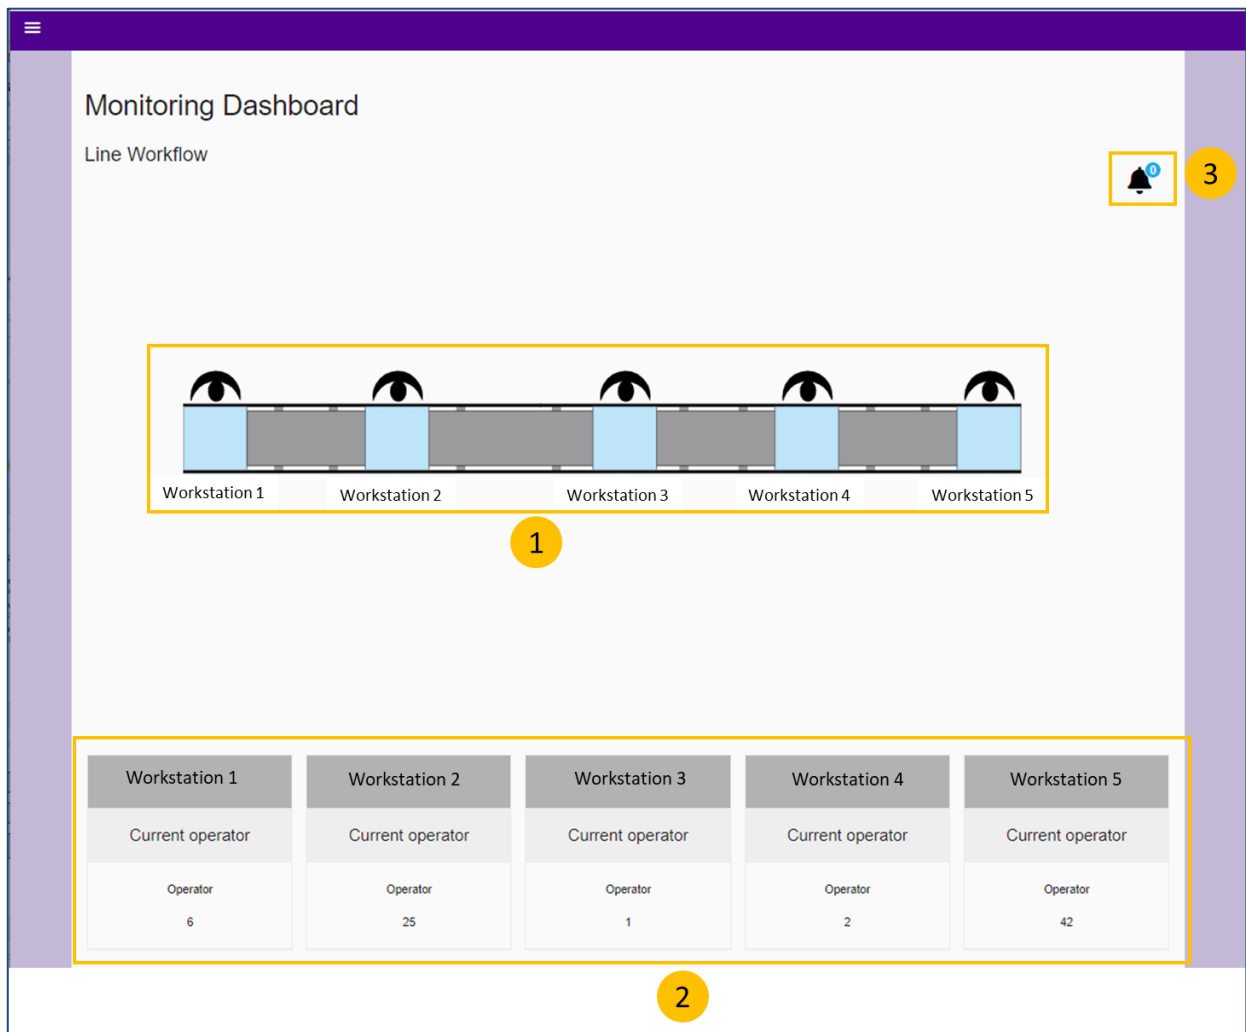 Monitoring Dashboard
Line Workflow
0
3
Workstation 1
Workstation 2
Workstation 3
Workstation 4
Workstation 5
1
Workstation 1
Workstation 2
Workstation 3
Workstation 4
Workstation 5
Current operator
Current operator
Current operator
Current operator
Current operator
Operator
Operator
Operator
Operator
Operator
6
25
1
2
42
2